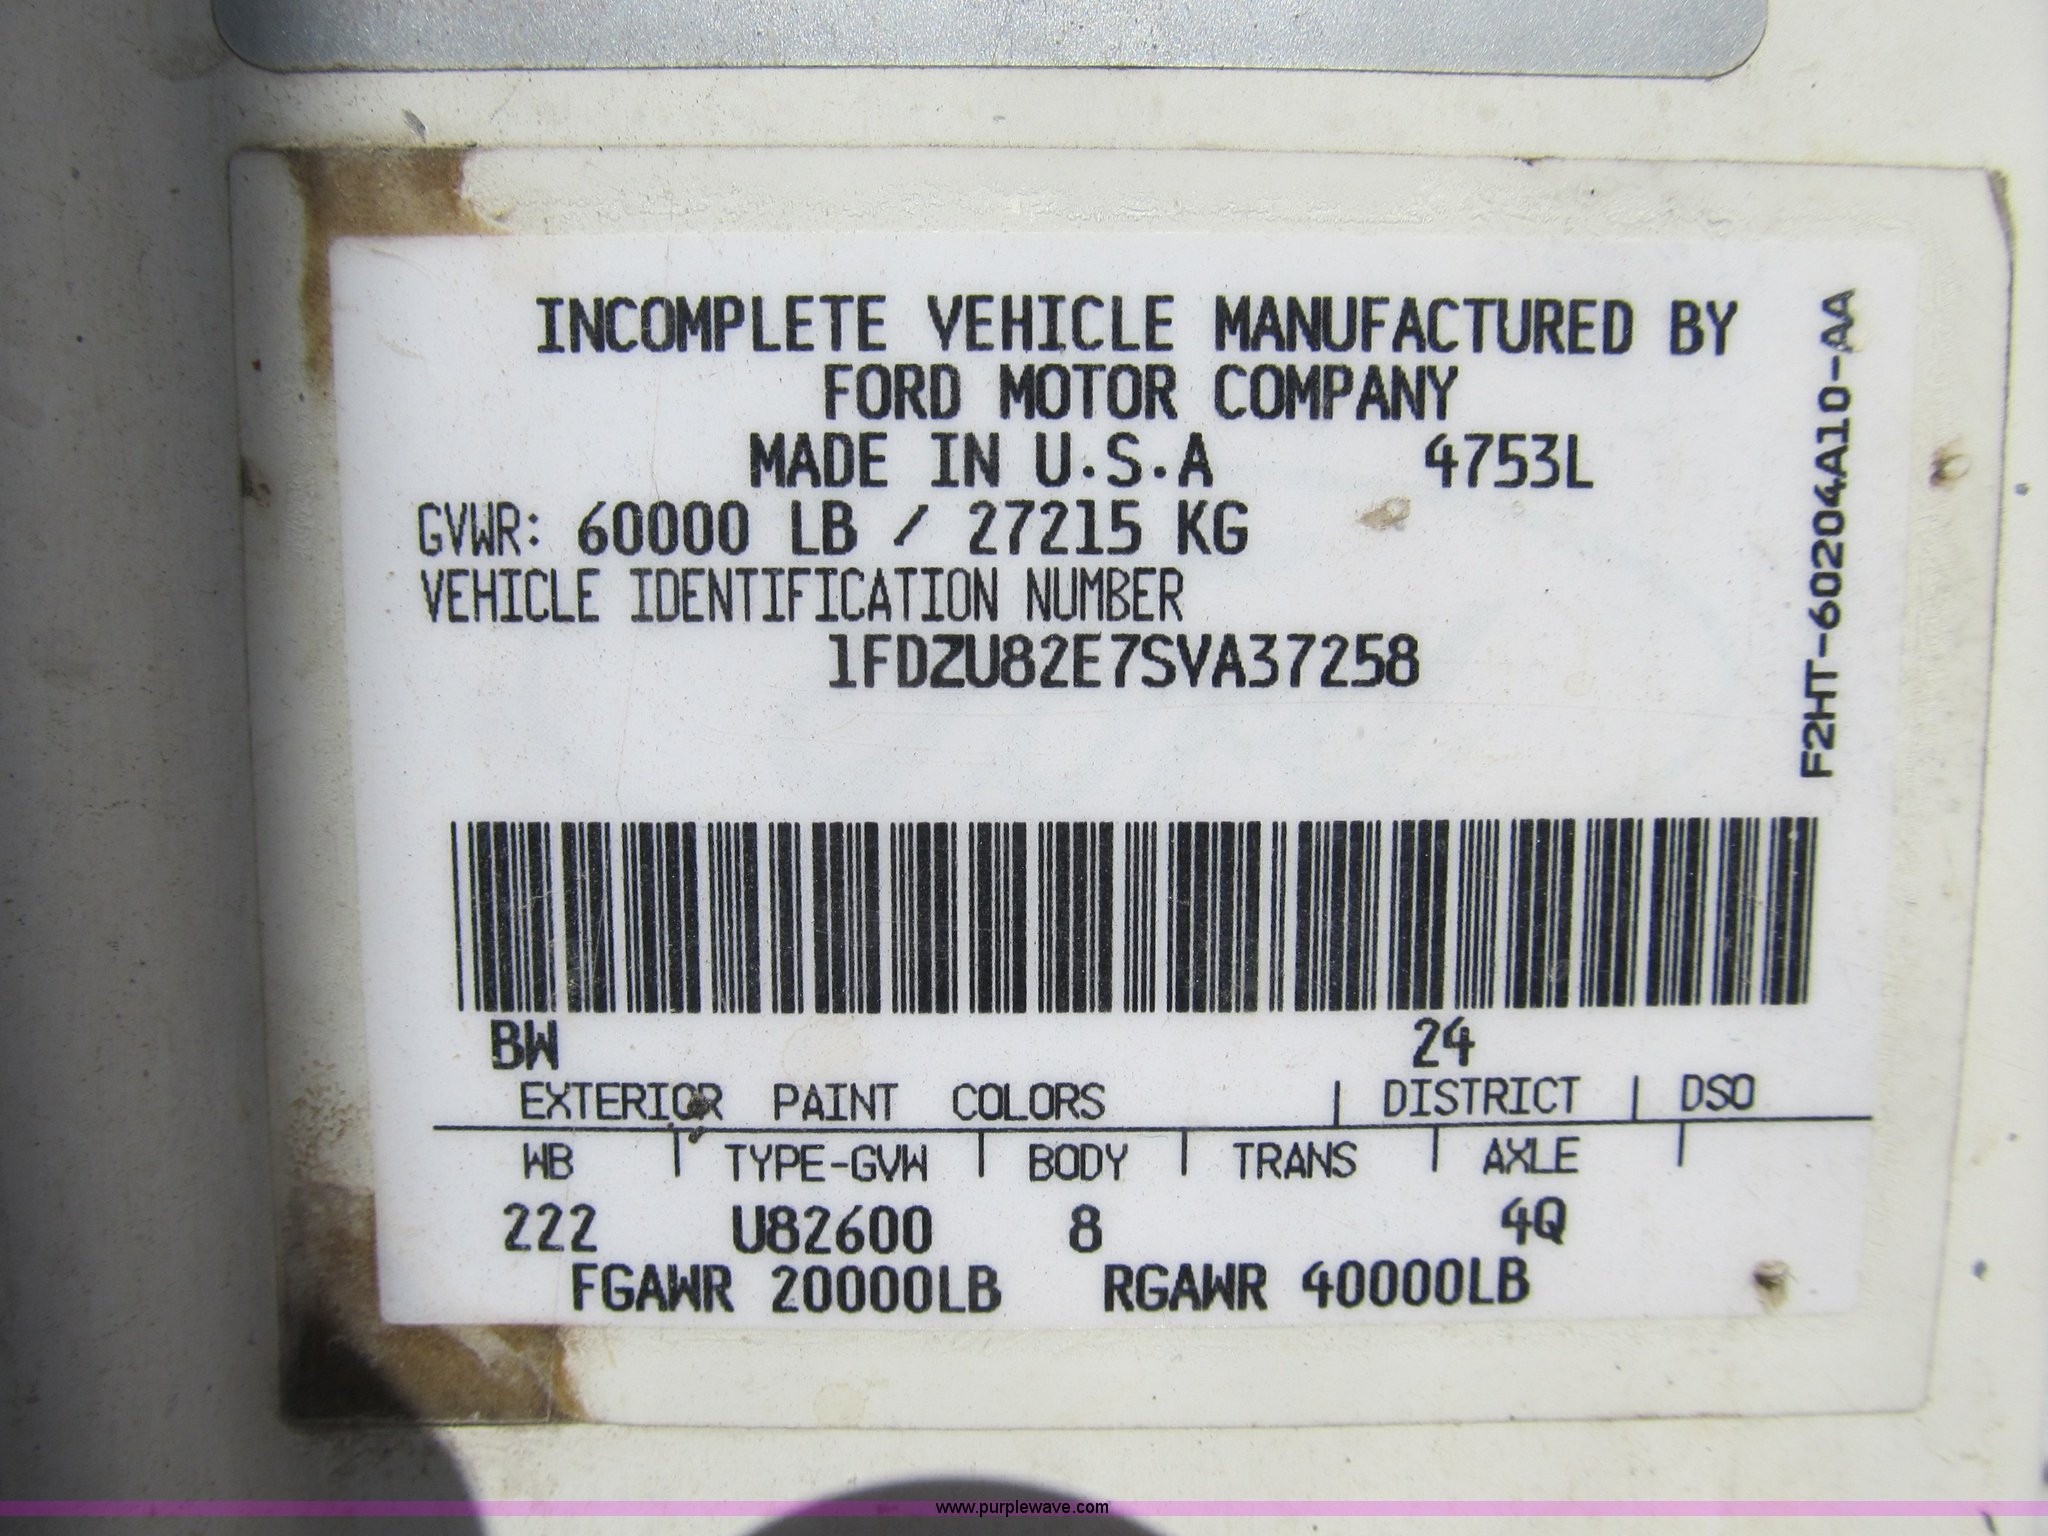 INCOMPLETE VEHICLE MANUFACTURED BY
FORD MOTOR COMPANY
MADE IN U.S.A 4753L
GVWR: 60000 LB / 27215 KG
VEHICLE IDENTIFICATION NUMBER
1FDZU82E7SVA37258
F2HT-60204A10-AA
BW 24
EXTERIOR PAINT COLORS | DISTRICT | DSO
WB | TYPE-GVW | BODY | TRANS | AXLE |
222 U82600 8 4Q
FGAWR 20000LB RGAWR 40000LB
www.purplewave.com